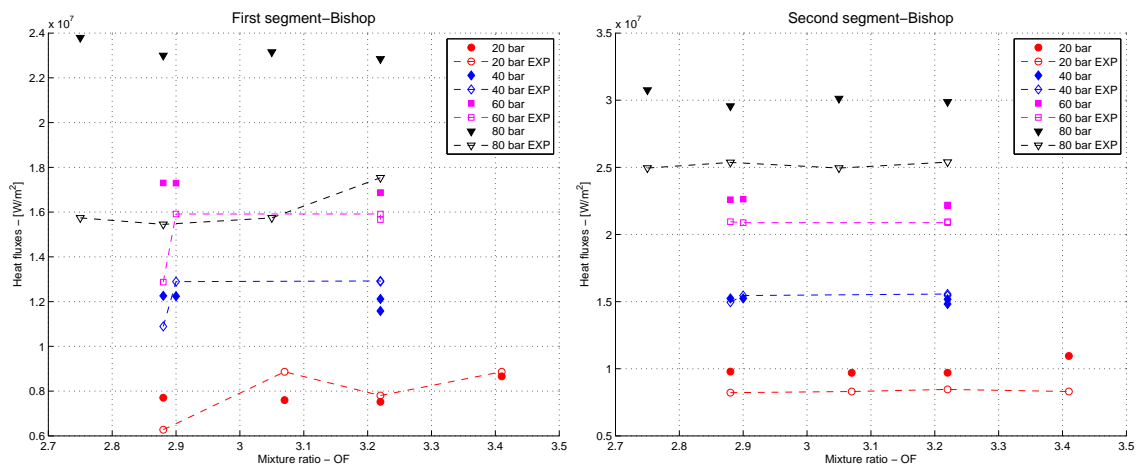 First segment−Bishop
x 10^7
2.4
2.2
2
1.8
1.6
1.4
1.2
1
0.8
0.6
Heat fluxes − [W/m^2]
2.7 2.8 2.9 3 3.1 3.2 3.3 3.4 3.5
Mixture ratio − OF
20 bar
20 bar EXP
40 bar
40 bar EXP
60 bar
60 bar EXP
80 bar
80 bar EXP
Second segment−Bishop
x 10^7
3.5
3
2.5
2
1.5
1
0.5
Heat fluxes − [W/m^2]
2.7 2.8 2.9 3 3.1 3.2 3.3 3.4 3.5
Mixture ratio − OF
20 bar
20 bar EXP
40 bar
40 bar EXP
60 bar
60 bar EXP
80 bar
80 bar EXP